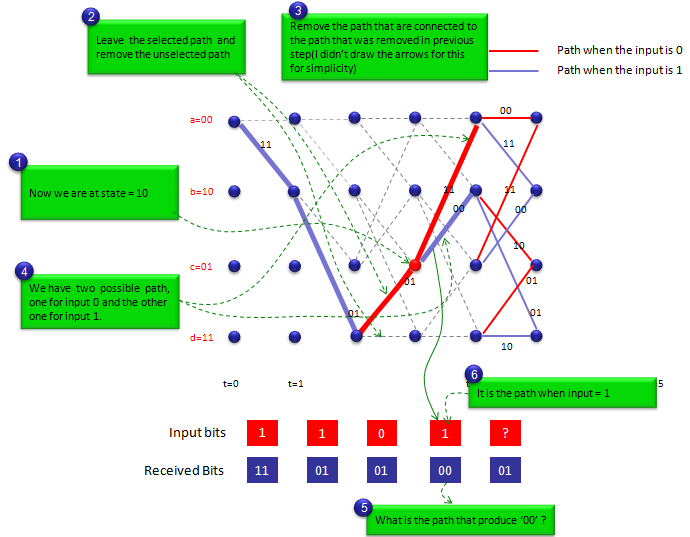 2
Leave the selected path and
remove the unselected path
3
Remove the path that are connected to
the path that was removed in previous
step(I didn't draw the arrows for this
for simplicity)
Path when the input is 0
Path when the input is 1
a=00
11
00
11
1
Now we are at state = 10
b=10
11
00
11
00
c=01
10
4
We have two possible path,
one for input 0 and the other
one for input 1.
01
01
d=11
01
01
10
t=0
t=1
t
5
6
It is the path when input = 1
Input bits
1
1
0
1
?
Received Bits
11
01
01
00
01
5
What is the path that produce '00' ?